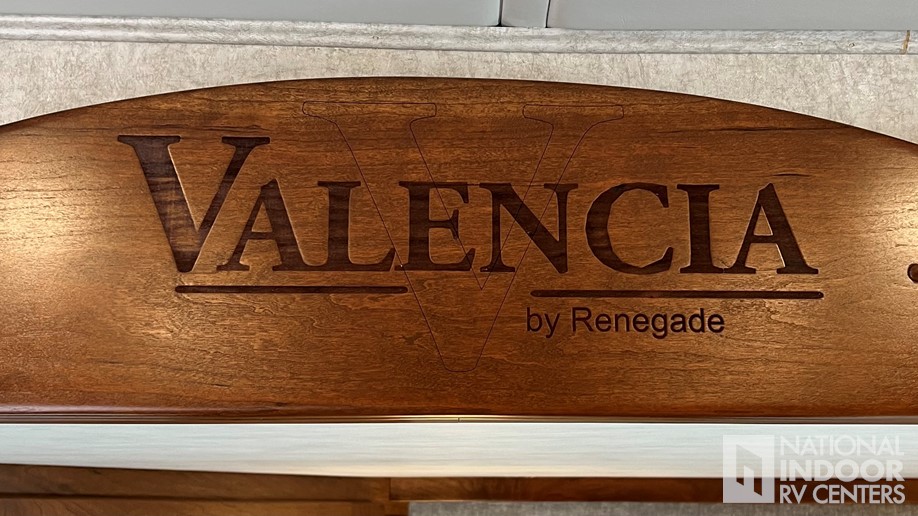 VALENCIA
by Renegade
NATIONAL
INDOOR
RV CENTERS